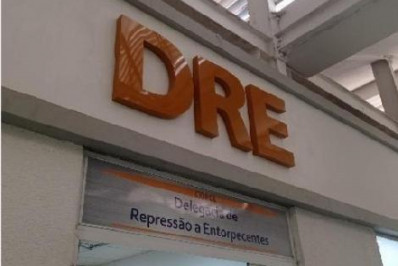 DRE
Delegacia de
Repressão a Entorpecentes